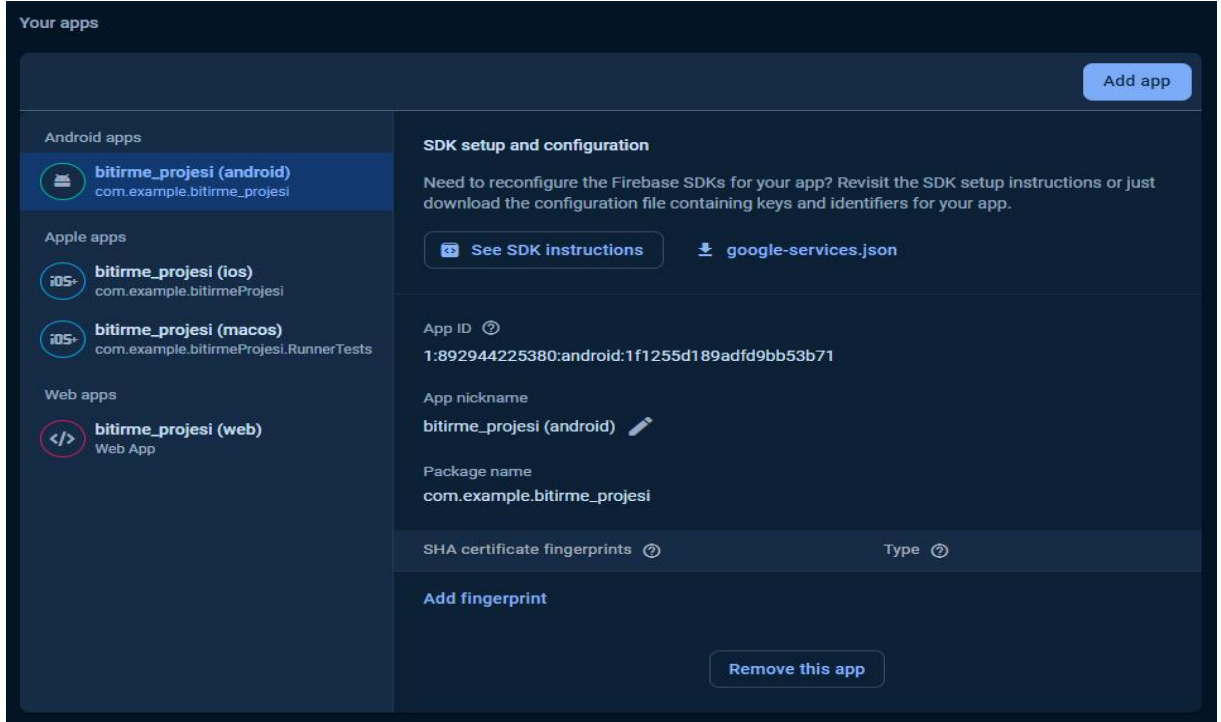 Your apps
Add app
Android apps
bitirme_projesi (android)
com.example.bitirme_projesi
Apple apps
iOS+
bitirme_projesi (ios)
com.example.bitirmeProjesi
iOS+
bitirme_projesi (macos)
com.example.bitirmeProjesi.RunnerTests
Web apps
</>
bitirme_projesi (web)
Web App
SDK setup and configuration
Need to reconfigure the Firebase SDKs for your app? Revisit the SDK setup instructions or just
download the configuration file containing keys and identifiers for your app.
See SDK instructions
google-services.json
App ID
1:892944225380:android:1f1255d189adfd9bb53b71
App nickname
bitirme_projesi (android)
Package name
com.example.bitirme_projesi
SHA certificate fingerprints
Type
Add fingerprint
Remove this app